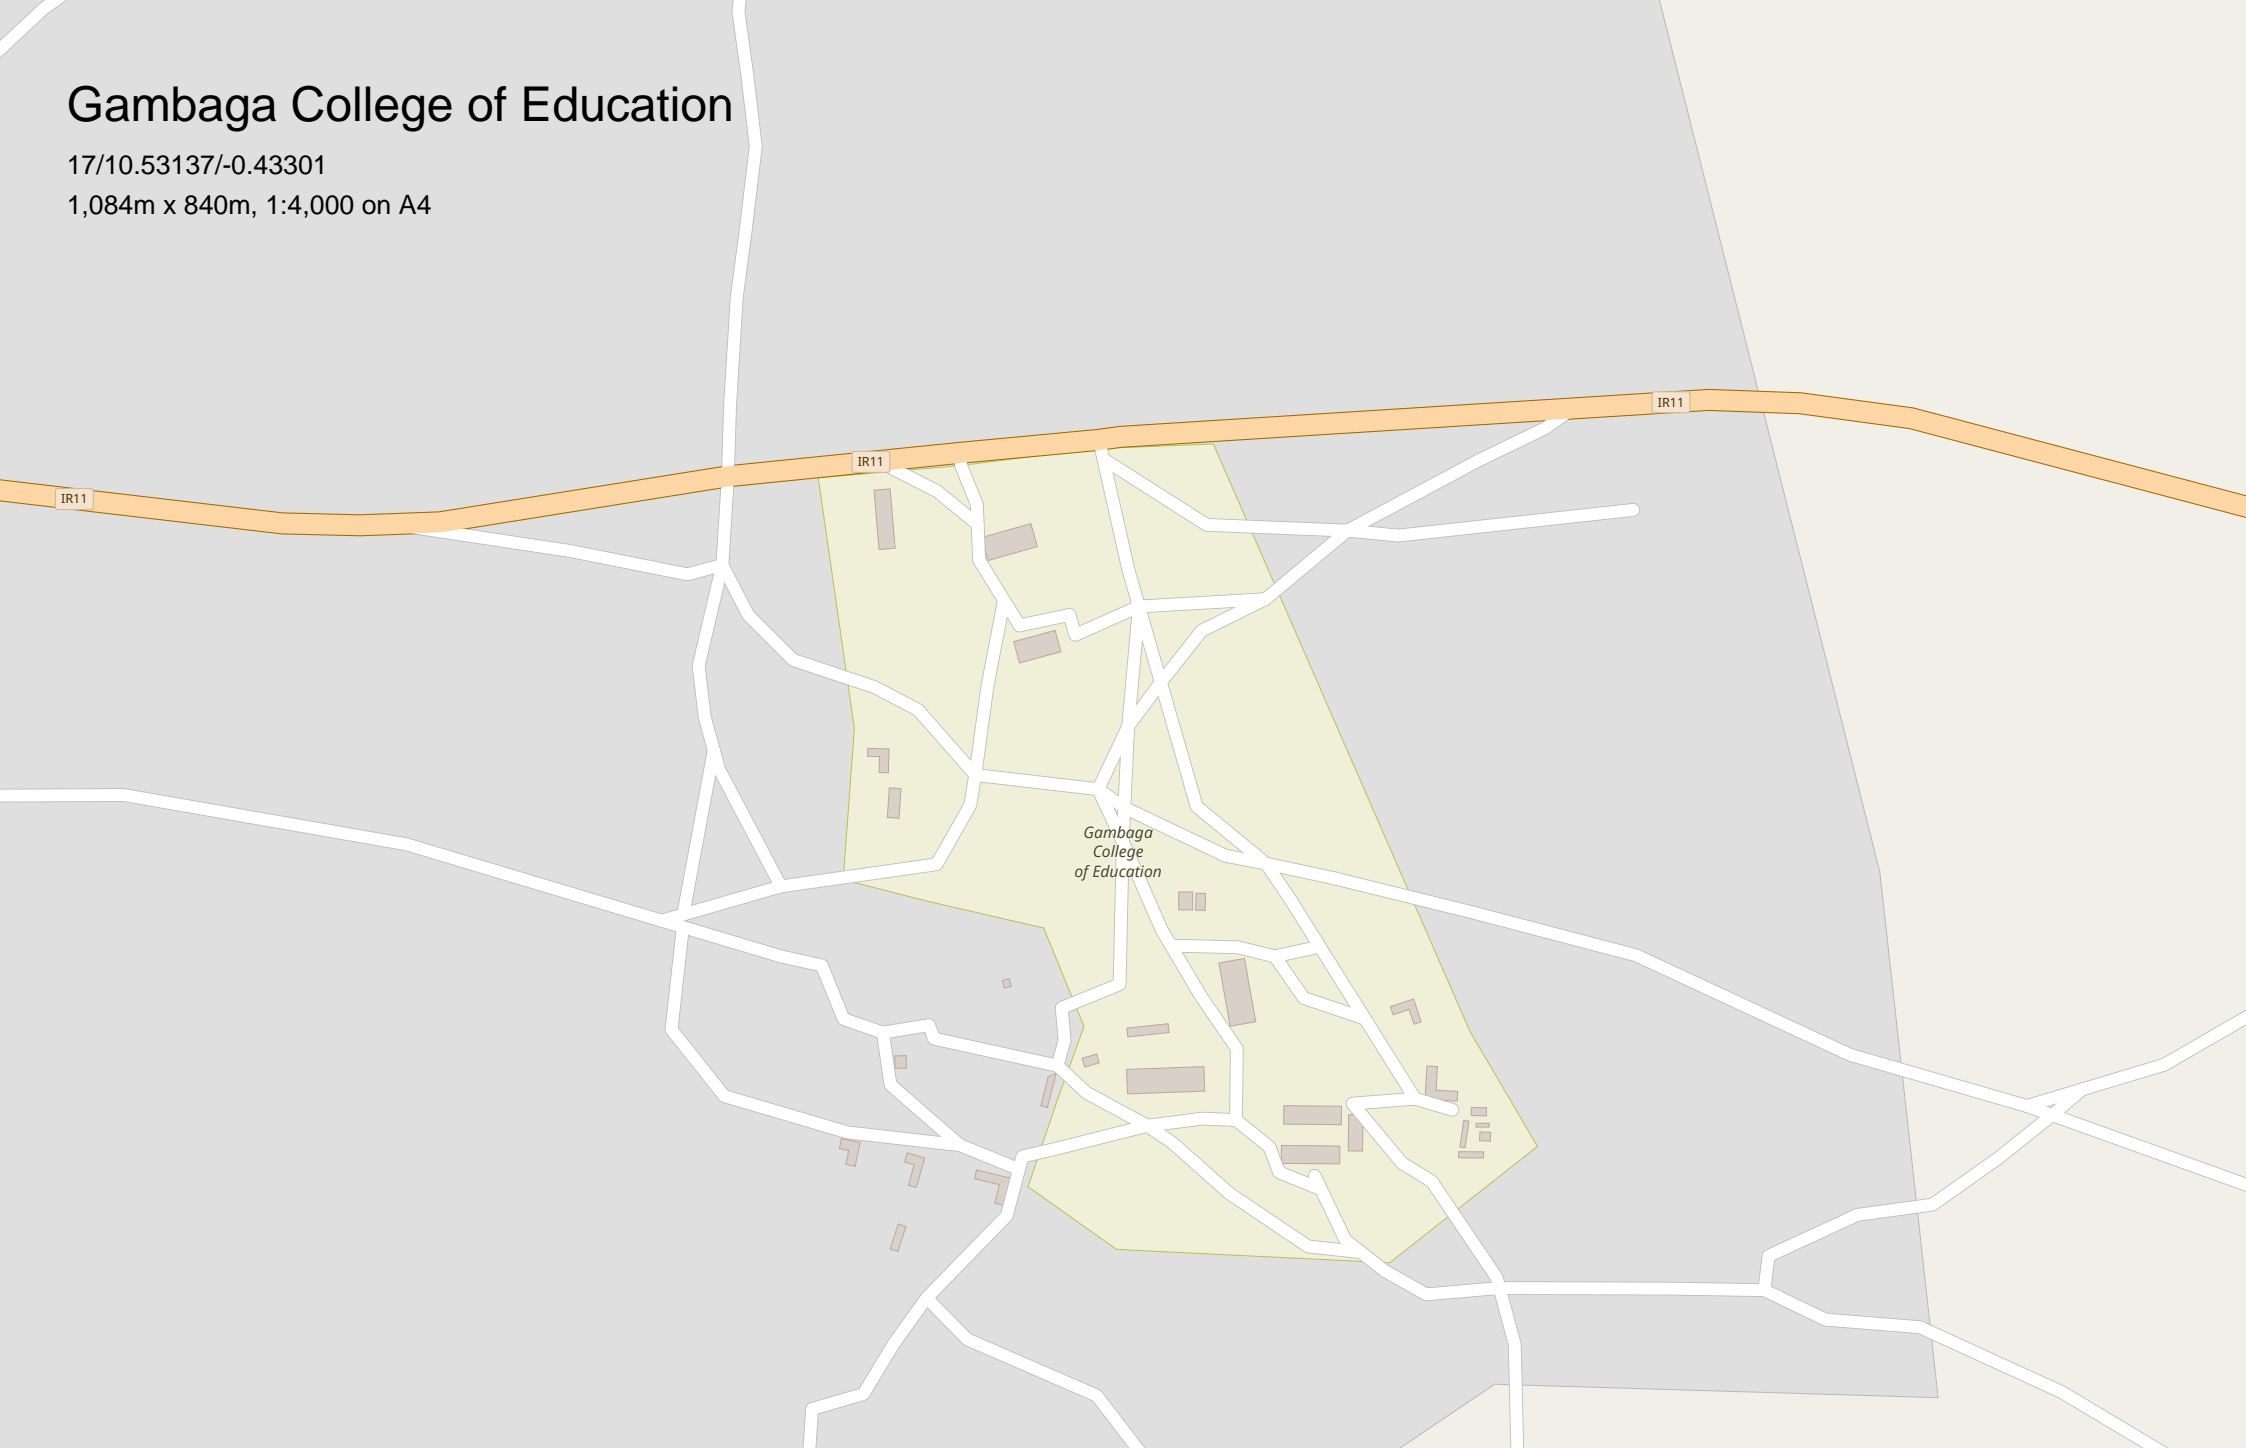 Gambaga College of Education
17/10.53137/-0.43301
1,084m x 840m, 1:4,000 on A4
IR11
IR11
IR11
Gambaga
College
of Education